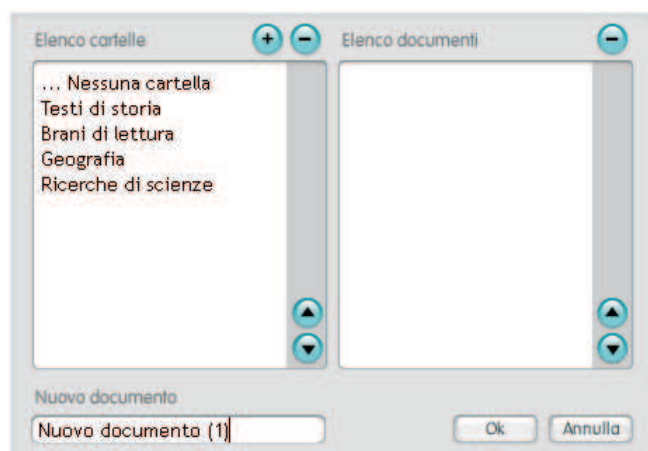 Elenco cartelle
Elenco documenti
... Nessuna cartella
Testi di storia
Brani di lettura
Geografia
Ricerche di scienze
Nuovo documento
Nuovo documento (1)
Ok
Annulla